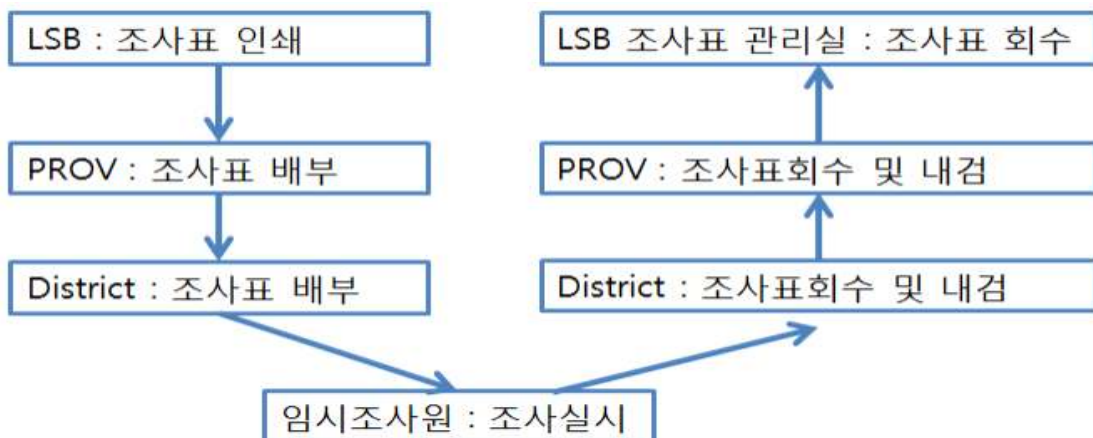 LSB : 조사표 인쇄
LSB 조사표 관리실 : 조사표 회수
PROV : 조사표 배부
PROV : 조사표회수 및 내검
District : 조사표 배부
District : 조사표회수 및 내검
임시조사원 : 조사실시